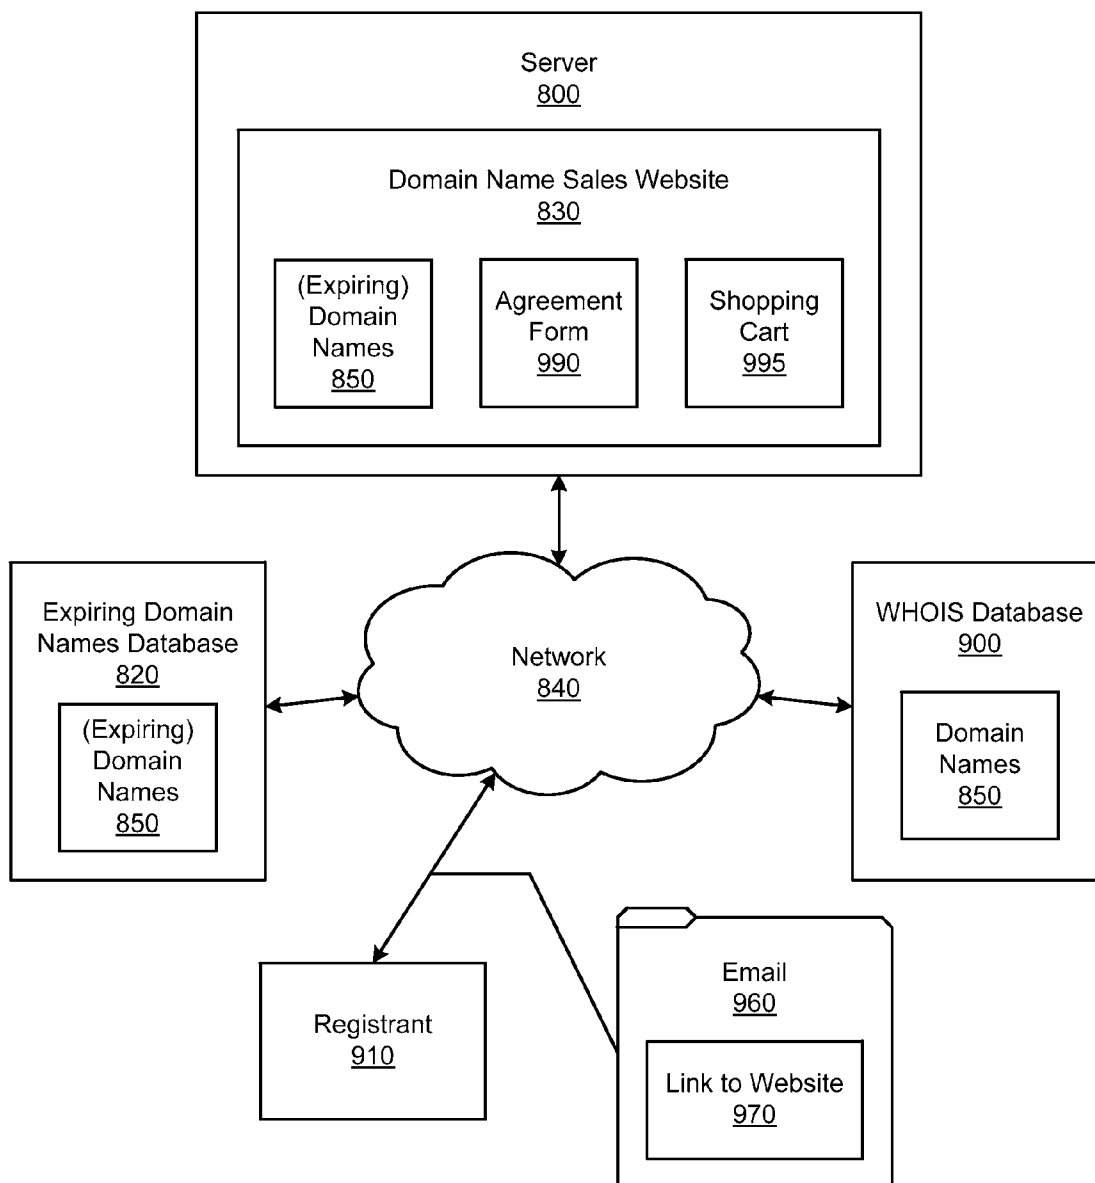 Server
800
Domain Name Sales Website
830
(Expiring)
Domain
Names
850
Agreement
Form
990
Shopping
Cart
995
Expiring Domain
Names Database
820
(Expiring)
Domain
Names
850
Network
840
WHOIS Database
900
Domain
Names
850
Registrant
910
Email
960
Link to Website
970